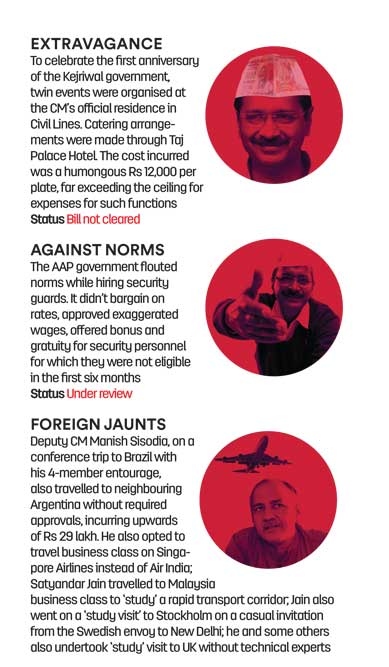 EXTRAVAGANCE
To celebrate the first anniversary
of the Kejriwal government,
twin events were organised at
the CM's official residence in
Civil Lines. Catering arrange-
ments were made through Taj
Palace Hotel. The cost incurred
was a humongous Rs 12,000 per
plate, far exceeding the ceiling for
expenses for such functions
Status Bill not cleared
AGAINST NORMS
The AAP government flouted
norms while hiring security
guards. It didn't bargain on
rates, approved exaggerated
wages, offered bonus and
gratuity for security personnel
for which they were not eligible
in the first six months
Status Under review
FOREIGN JAUNTS
Deputy CM Manish Sisodia, on a
conference trip to Brazil with
his 4-member entourage,
also travelled to neighbouring
Argentina without required
approvals, incurring upwards
of Rs 29 lakh. He also opted to
travel business class on Singa-
pore Airlines instead of Air India;
Satyandar Jain travelled to Malaysia
business class to 'study' a rapid transport corridor; Jain also
went on a 'study visit' to Stockholm on a casual invitation
from the Swedish envoy to New Delhi; he and some others
also undertook 'study' visit to UK without technical experts